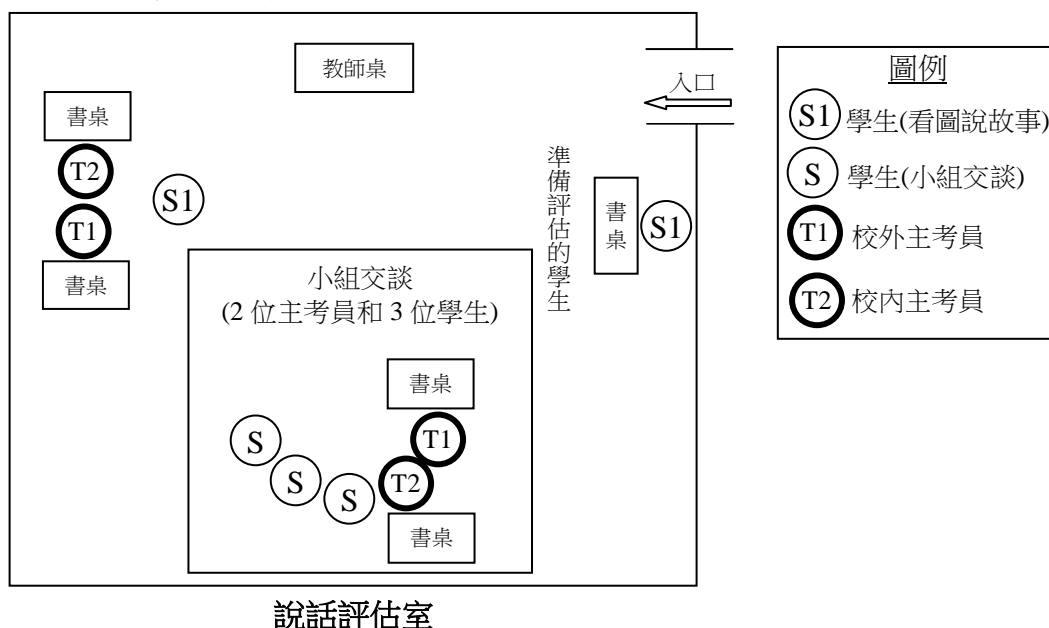 教師桌
入口
書桌
T2
T1
書桌
S1
準備評估的學生
書桌
S1
小組交談
(2 位主考員和 3 位學生)
書桌
T1
T2
S
S
S
書桌
說話評估室
圖例
S1 學生(看圖說故事)
S 學生(小組交談)
T1 校外主考員
T2 校內主考員